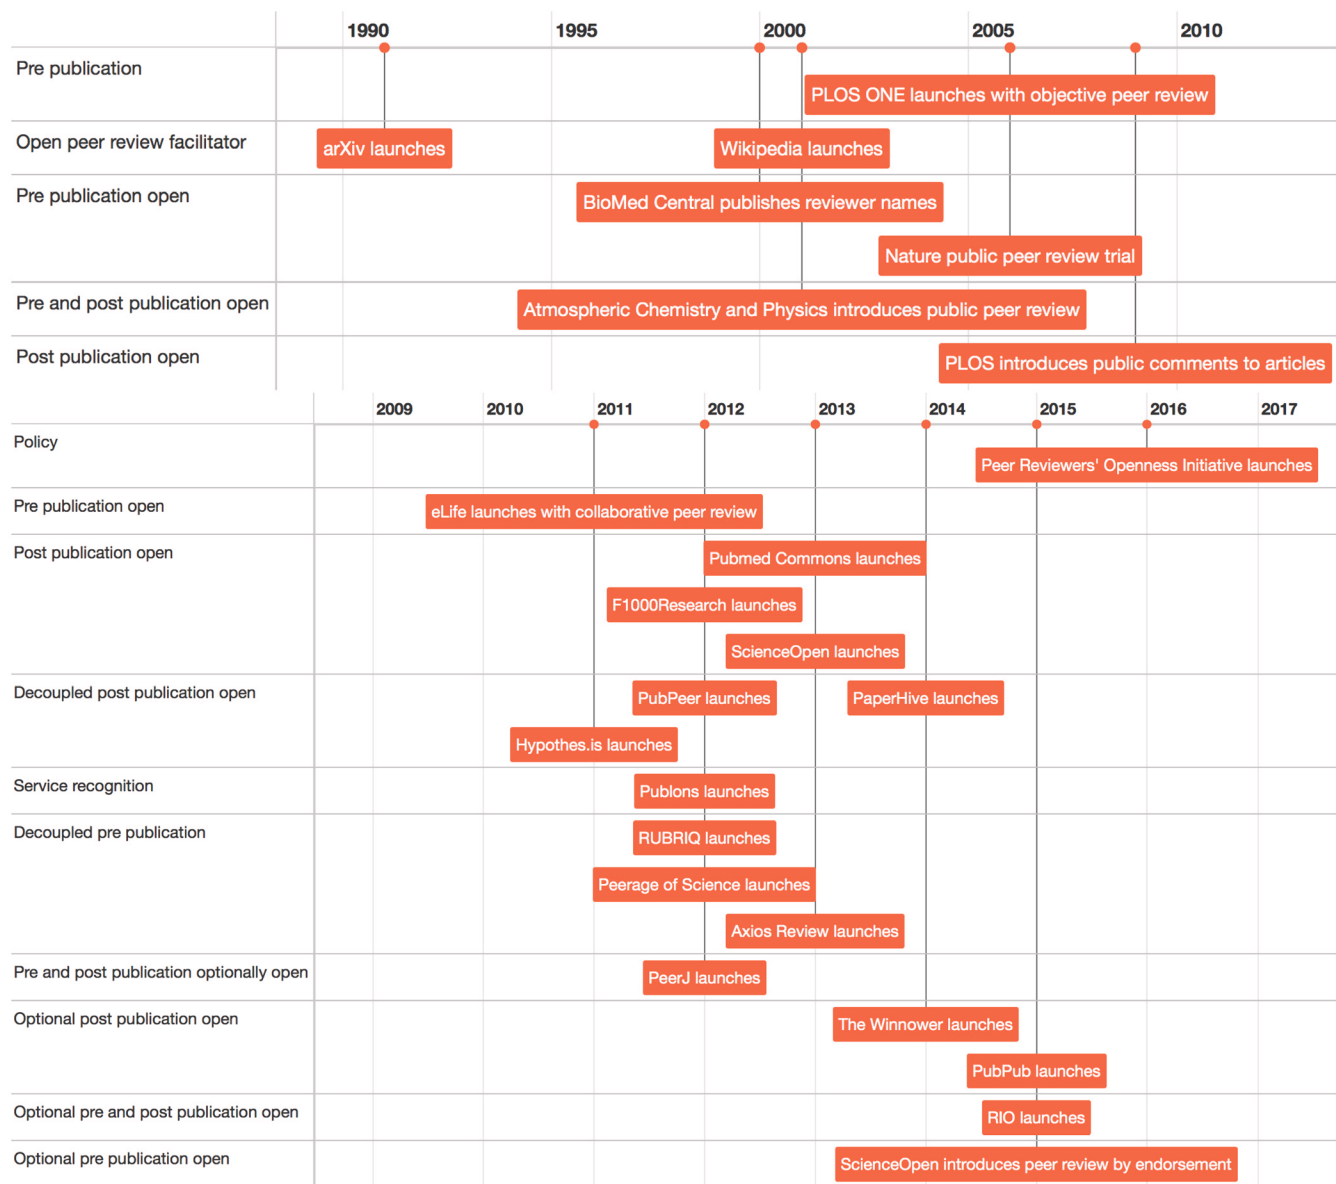 1990 1995 2000 2005 2010
Pre publication
PLOS ONE launches with objective peer review
Open peer review facilitator
arXiv launches
Wikipedia launches
Pre publication open
BioMed Central publishes reviewer names
Nature public peer review trial
Pre and post publication open
Atmospheric Chemistry and Physics introduces public peer review
Post publication open
PLOS introduces public comments to articles
2009 2010 2011 2012 2013 2014 2015 2016 2017
Policy
Peer Reviewers' Openness Initiative launches
Pre publication open
eLife launches with collaborative peer review
Post publication open
Pubmed Commons launches
F1000Research launches
ScienceOpen launches
Decoupled post publication open
PubPeer launches
PaperHive launches
Hypothes.is launches
Service recognition
Publons launches
Decoupled pre publication
RUBRIQ launches
Peerage of Science launches
Axios Review launches
Pre and post publication optionally open
PeerJ launches
Optional post publication open
The Winnower launches
PubPub launches
Optional pre and post publication open
RIO launches
Optional pre publication open
ScienceOpen introduces peer review by endorsement